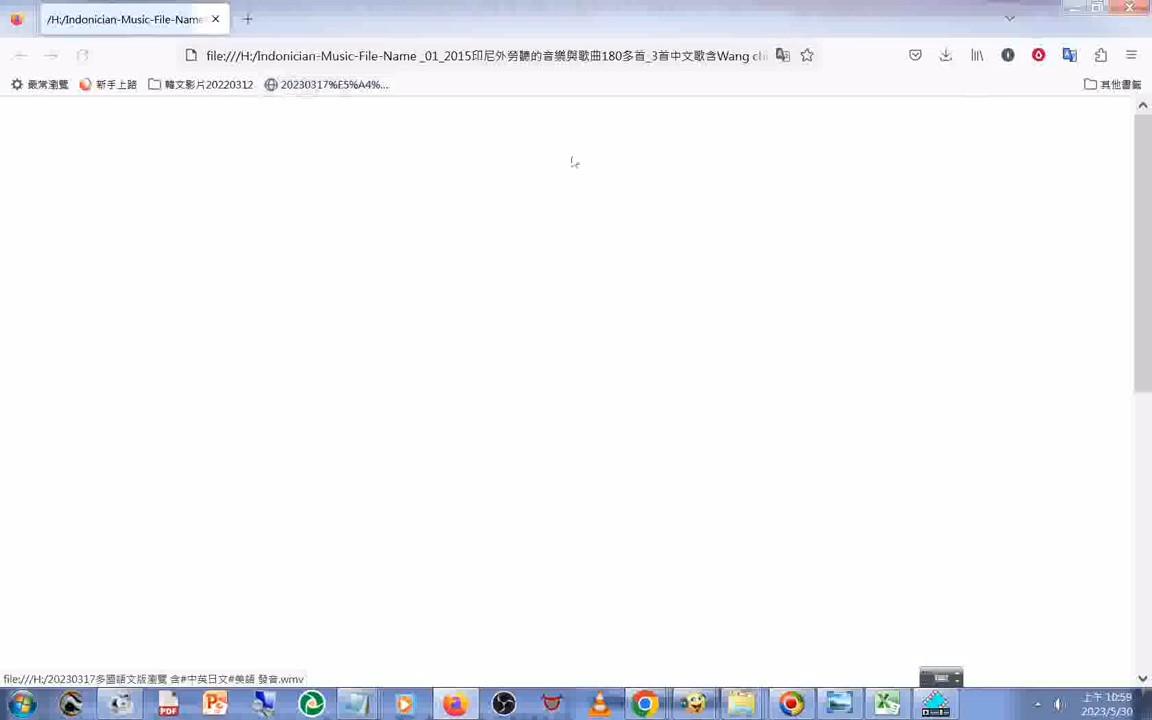 /H:/Indonician-Music-File-Name
file:///H:/Indonician-Music-File-Name _01_2015印尼外勞聽的音樂與歌曲180多首_3首中文歌含Wang ch
最常瀏覽 新手上路 韓文影片20220312 20230317%E5%A4%... 其他書籤
file:///H:/20230317多國語文版瀏覽 含#中英日文#美語 發音.wmv
上午 10:59
2023/5/30